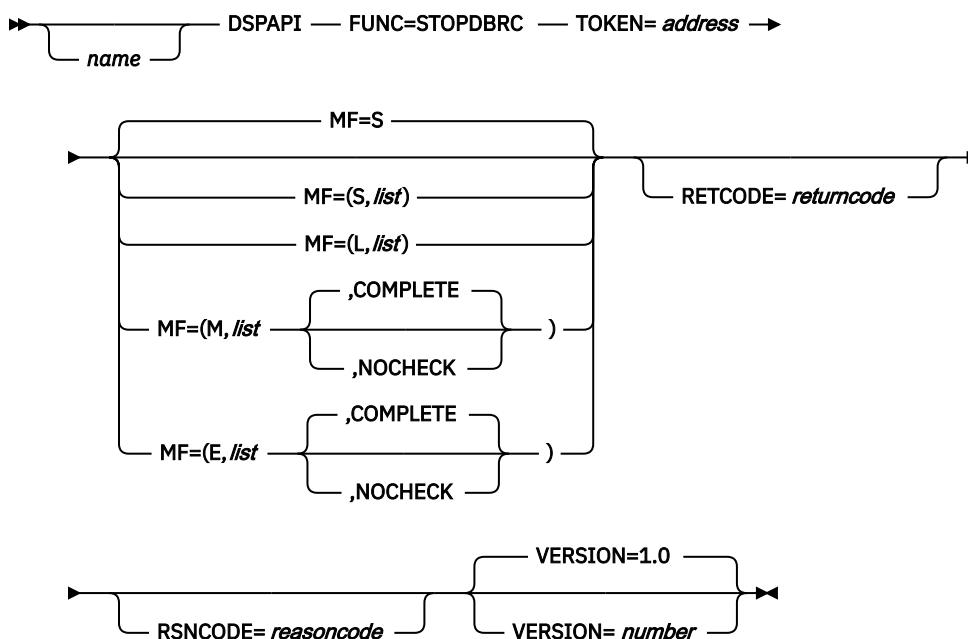 DSPAPI FUNC=STOPDBRC TOKEN= address
name
MF=S
MF=(S,list)
RETCODE= returncode
MF=(L,list)
,COMPLETE
MF=(M,list )
,NOCHECK
,COMPLETE
MF=(E,list )
,NOCHECK
VERSION=1.0
RSNCODE= reasoncode
VERSION= number